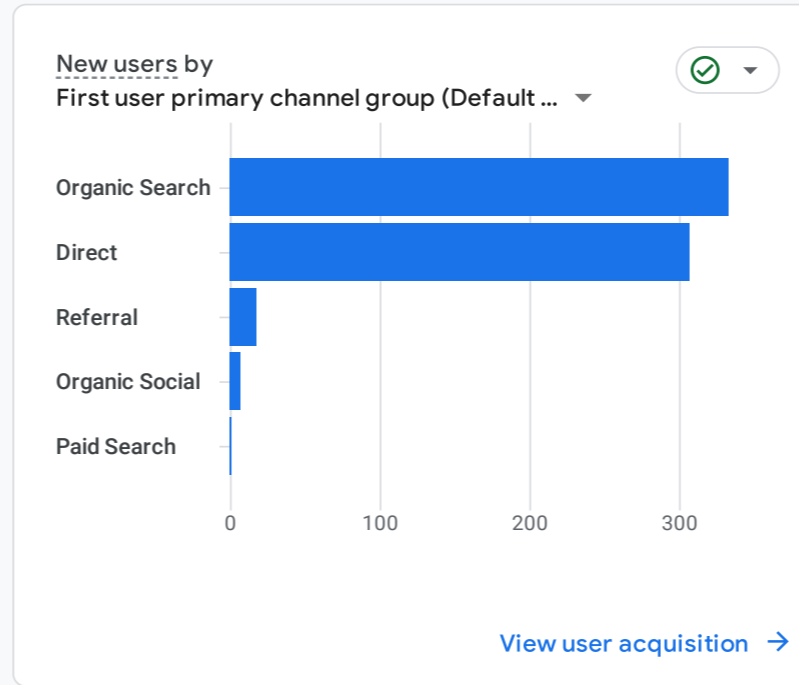 New users by
First user primary channel group (Default ...
Organic Search
Direct
Referral
Organic Social
Paid Search
0 100 200 300
View user acquisition